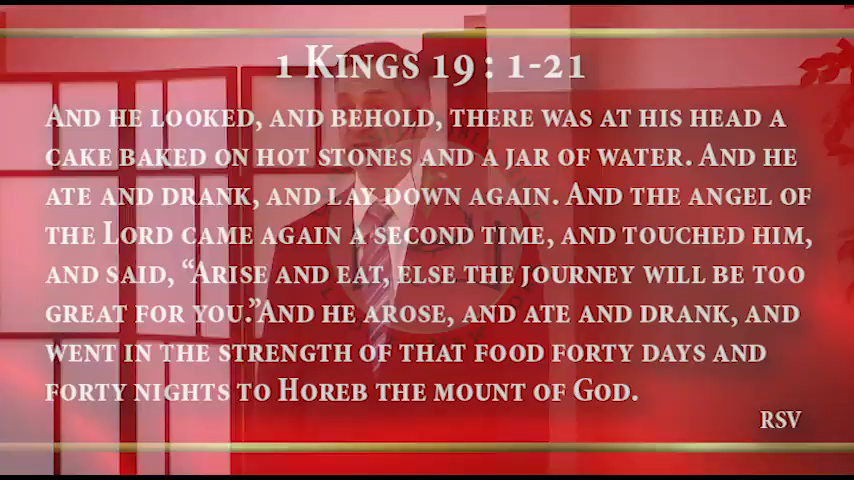 1 Kings 19 : 1-21
And he looked, and behold, there was at his head a
cake baked on hot stones and a jar of water. And he
ate and drank, and lay down again. And the angel of
the Lord came again a second time, and touched him,
and said, “Arise and eat, else the journey will be too
great for you.”And he arose, and ate and drank, and
went in the strength of that food forty days and
forty nights to Horeb the mount of God.
RSV